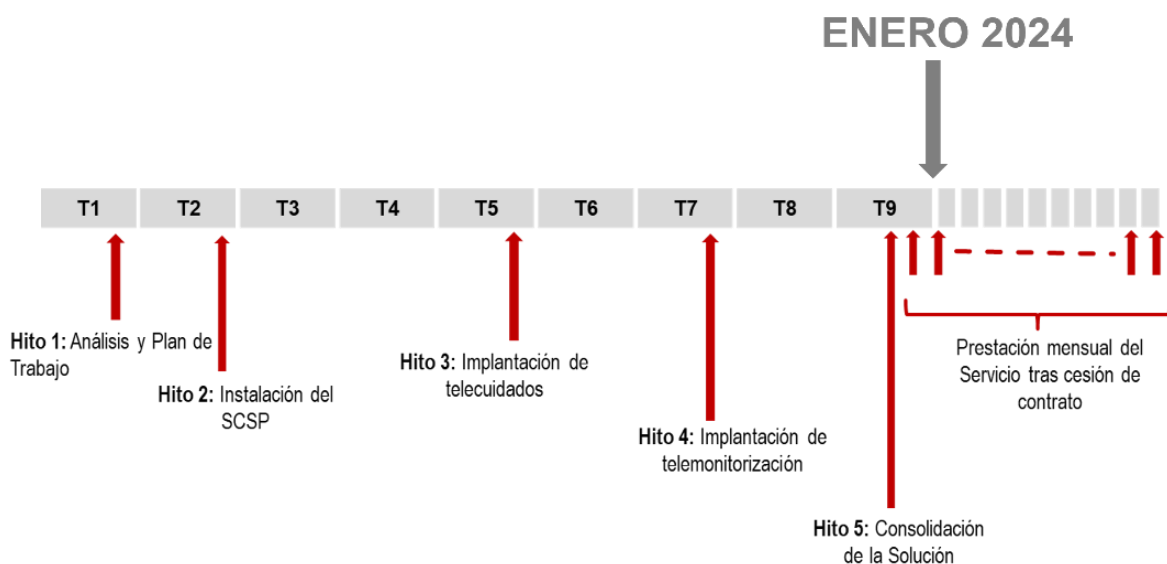 ENERO 2024
T1 T2 T3 T4 T5 T6 T7 T8 T9
Hito 1: Análisis y Plan de
Trabajo
Hito 2: Instalación del
SCSP
Hito 3: Implantación de
telecuidados
Hito 4: Implantación de
telemonitorización
Hito 5: Consolidación
de la Solución
Prestación mensual del
Servicio tras cesión de
contrato